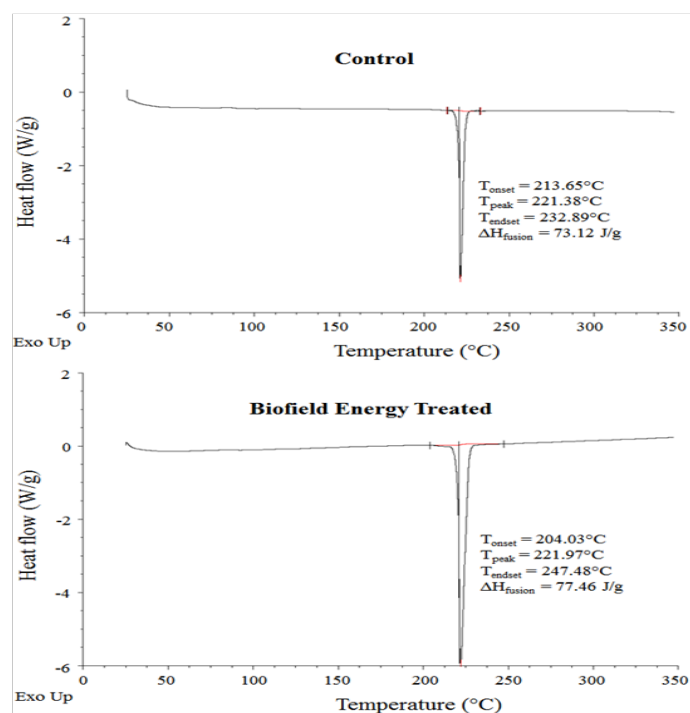 2
Control
0
Heat flow (W/g)
-2
T_onset = 213.65°C
T_peak = 221.38°C
T_endset = 232.89°C
ΔH_fusion = 73.12 J/g
-4
-6
0 50 100 150 200 250 300 350
Exo Up
Temperature (°C)
2
Biofield Energy Treated
0
Heat flow (W/g)
-2
T_onset = 204.03°C
T_peak = 221.97°C
T_endset = 247.48°C
ΔH_fusion = 77.46 J/g
-4
-6
0 50 100 150 200 250 300 350
Exo Up
Temperature (°C)